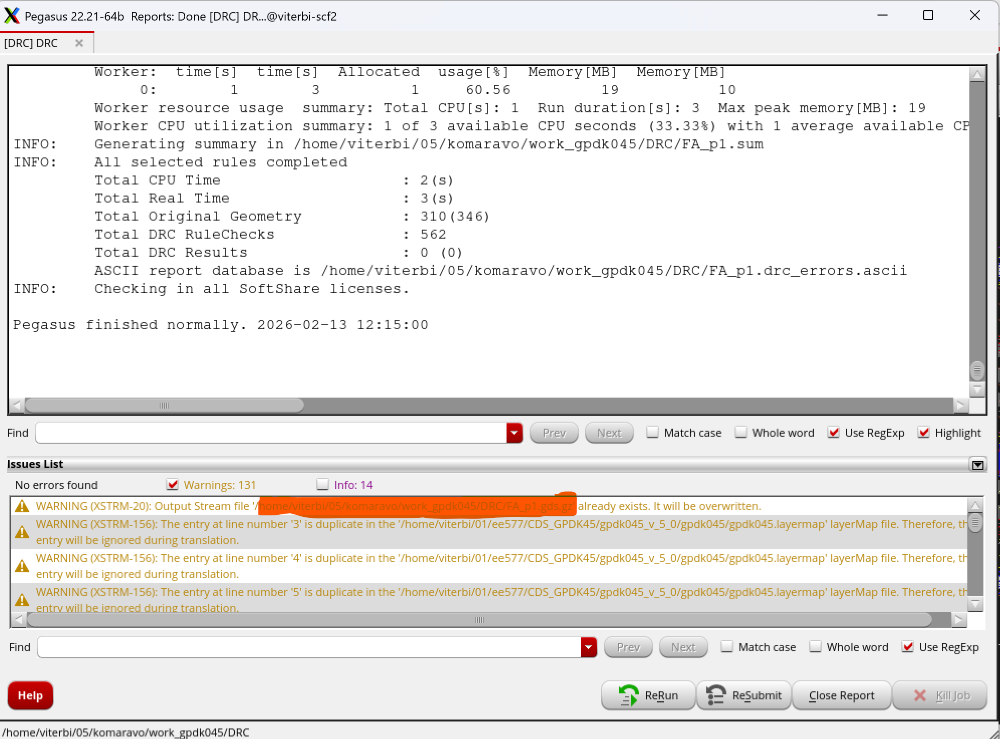 Pegasus 22.21-64b  Reports: Done [DRC] DR...@viterbi-scf2
[DRC] DRC
Worker:  time[s]  time[s]  Allocated  usage[%]  Memory[MB]  Memory[MB]
0:  1  3  1  60.56  19  10
Worker resource usage  summary: Total CPU[s]: 1  Run duration[s]: 3  Max peak memory[MB]: 19
Worker CPU utilization summary: 1 of 3 available CPU seconds (33.33%) with 1 average available CP
INFO:    Generating summary in /home/viterbi/05/komaravo/work_gpdk045/DRC/FA_p1.sum
INFO:    All selected rules completed
Total CPU Time : 2(s)
Total Real Time : 3(s)
Total Original Geometry : 310(346)
Total DRC RuleChecks : 562
Total DRC Results : 0 (0)
ASCII report database is /home/viterbi/05/komaravo/work_gpdk045/DRC/FA_p1.drc_errors.ascii
INFO:    Checking in all SoftShare licenses.
Pegasus finished normally. 2026-02-13 12:15:00
Find Prev Next Match case Whole word Use RegExp Highlight
Issues List
No errors found Warnings: 131 Info: 14
WARNING (XSTRM-20): Output Stream file '/home/viterbi/05/komaravo/work_gpdk045/DRC/FA_p1.gds.gz' already exists. It will be overwritten.
WARNING (XSTRM-156): The entry at line number '3' is duplicate in the '/home/viterbi/01/ee577/CDS_GPDK45/gpdk045_v_5_0/gpdk045/gpdk045.layermap' layerMap file. Therefore, th
entry will be ignored during translation.
WARNING (XSTRM-156): The entry at line number '4' is duplicate in the '/home/viterbi/01/ee577/CDS_GPDK45/gpdk045_v_5_0/gpdk045/gpdk045.layermap' layerMap file. Therefore, th
entry will be ignored during translation.
WARNING (XSTRM-156): The entry at line number '5' is duplicate in the '/home/viterbi/01/ee577/CDS_GPDK45/gpdk045_v_5_0/gpdk045/gpdk045.layermap' layerMap file. Therefore, th
entry will be ignored during translation.
Find Prev Next Match case Whole word Use RegExp
Help ReRun ReSubmit Close Report Kill Job
/home/viterbi/05/komaravo/work_gpdk045/DRC